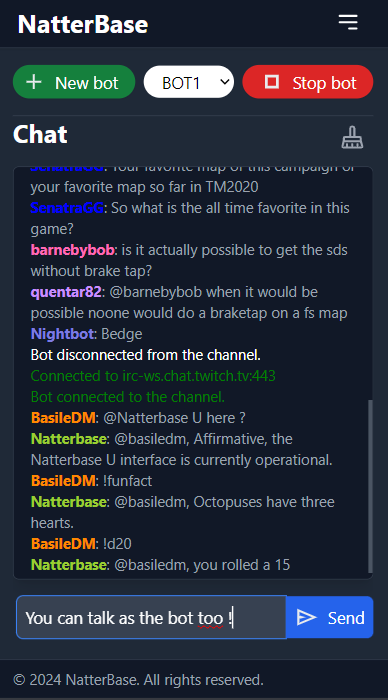 NatterBase
New bot
BOT1
Stop bot
Chat
SenatraGG: Your favorite map of this campaign or
your favorite map so far in TM2020
SenatraGG: So what is the all time favorite in this
game?
barnebybob: is it actually possible to get the sds
without brake tap?
quentar82: @barnebybob when it would be
possible noone would do a braketap on a fs map
Nightbot: Bedge
Bot disconnected from the channel.
Connected to irc-ws.chat.twitch.tv:443
Bot connected to the channel.
BasileDM: @Natterbase U here ?
Natterbase: @basiledm, Affirmative, the
Natterbase U interface is currently operational.
BasileDM: !funfact
Natterbase: @basiledm, Octopuses have three
hearts.
BasileDM: !d20
Natterbase: @basiledm, you rolled a 15
You can talk as the bot too !
Send
© 2024 NatterBase. All rights reserved.